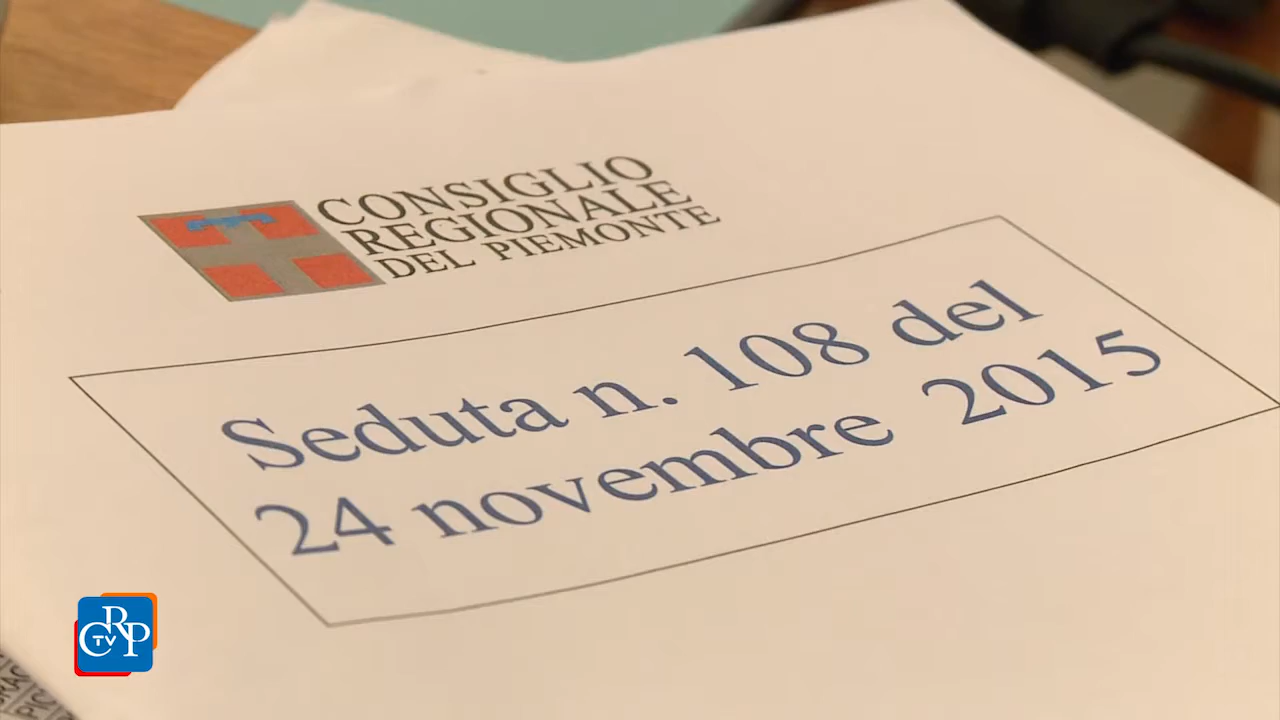 CONSIGLIO
REGIONALE
DEL PIEMONTE
Seduta n. 108 del
24 novembre 2015
CRP
TV